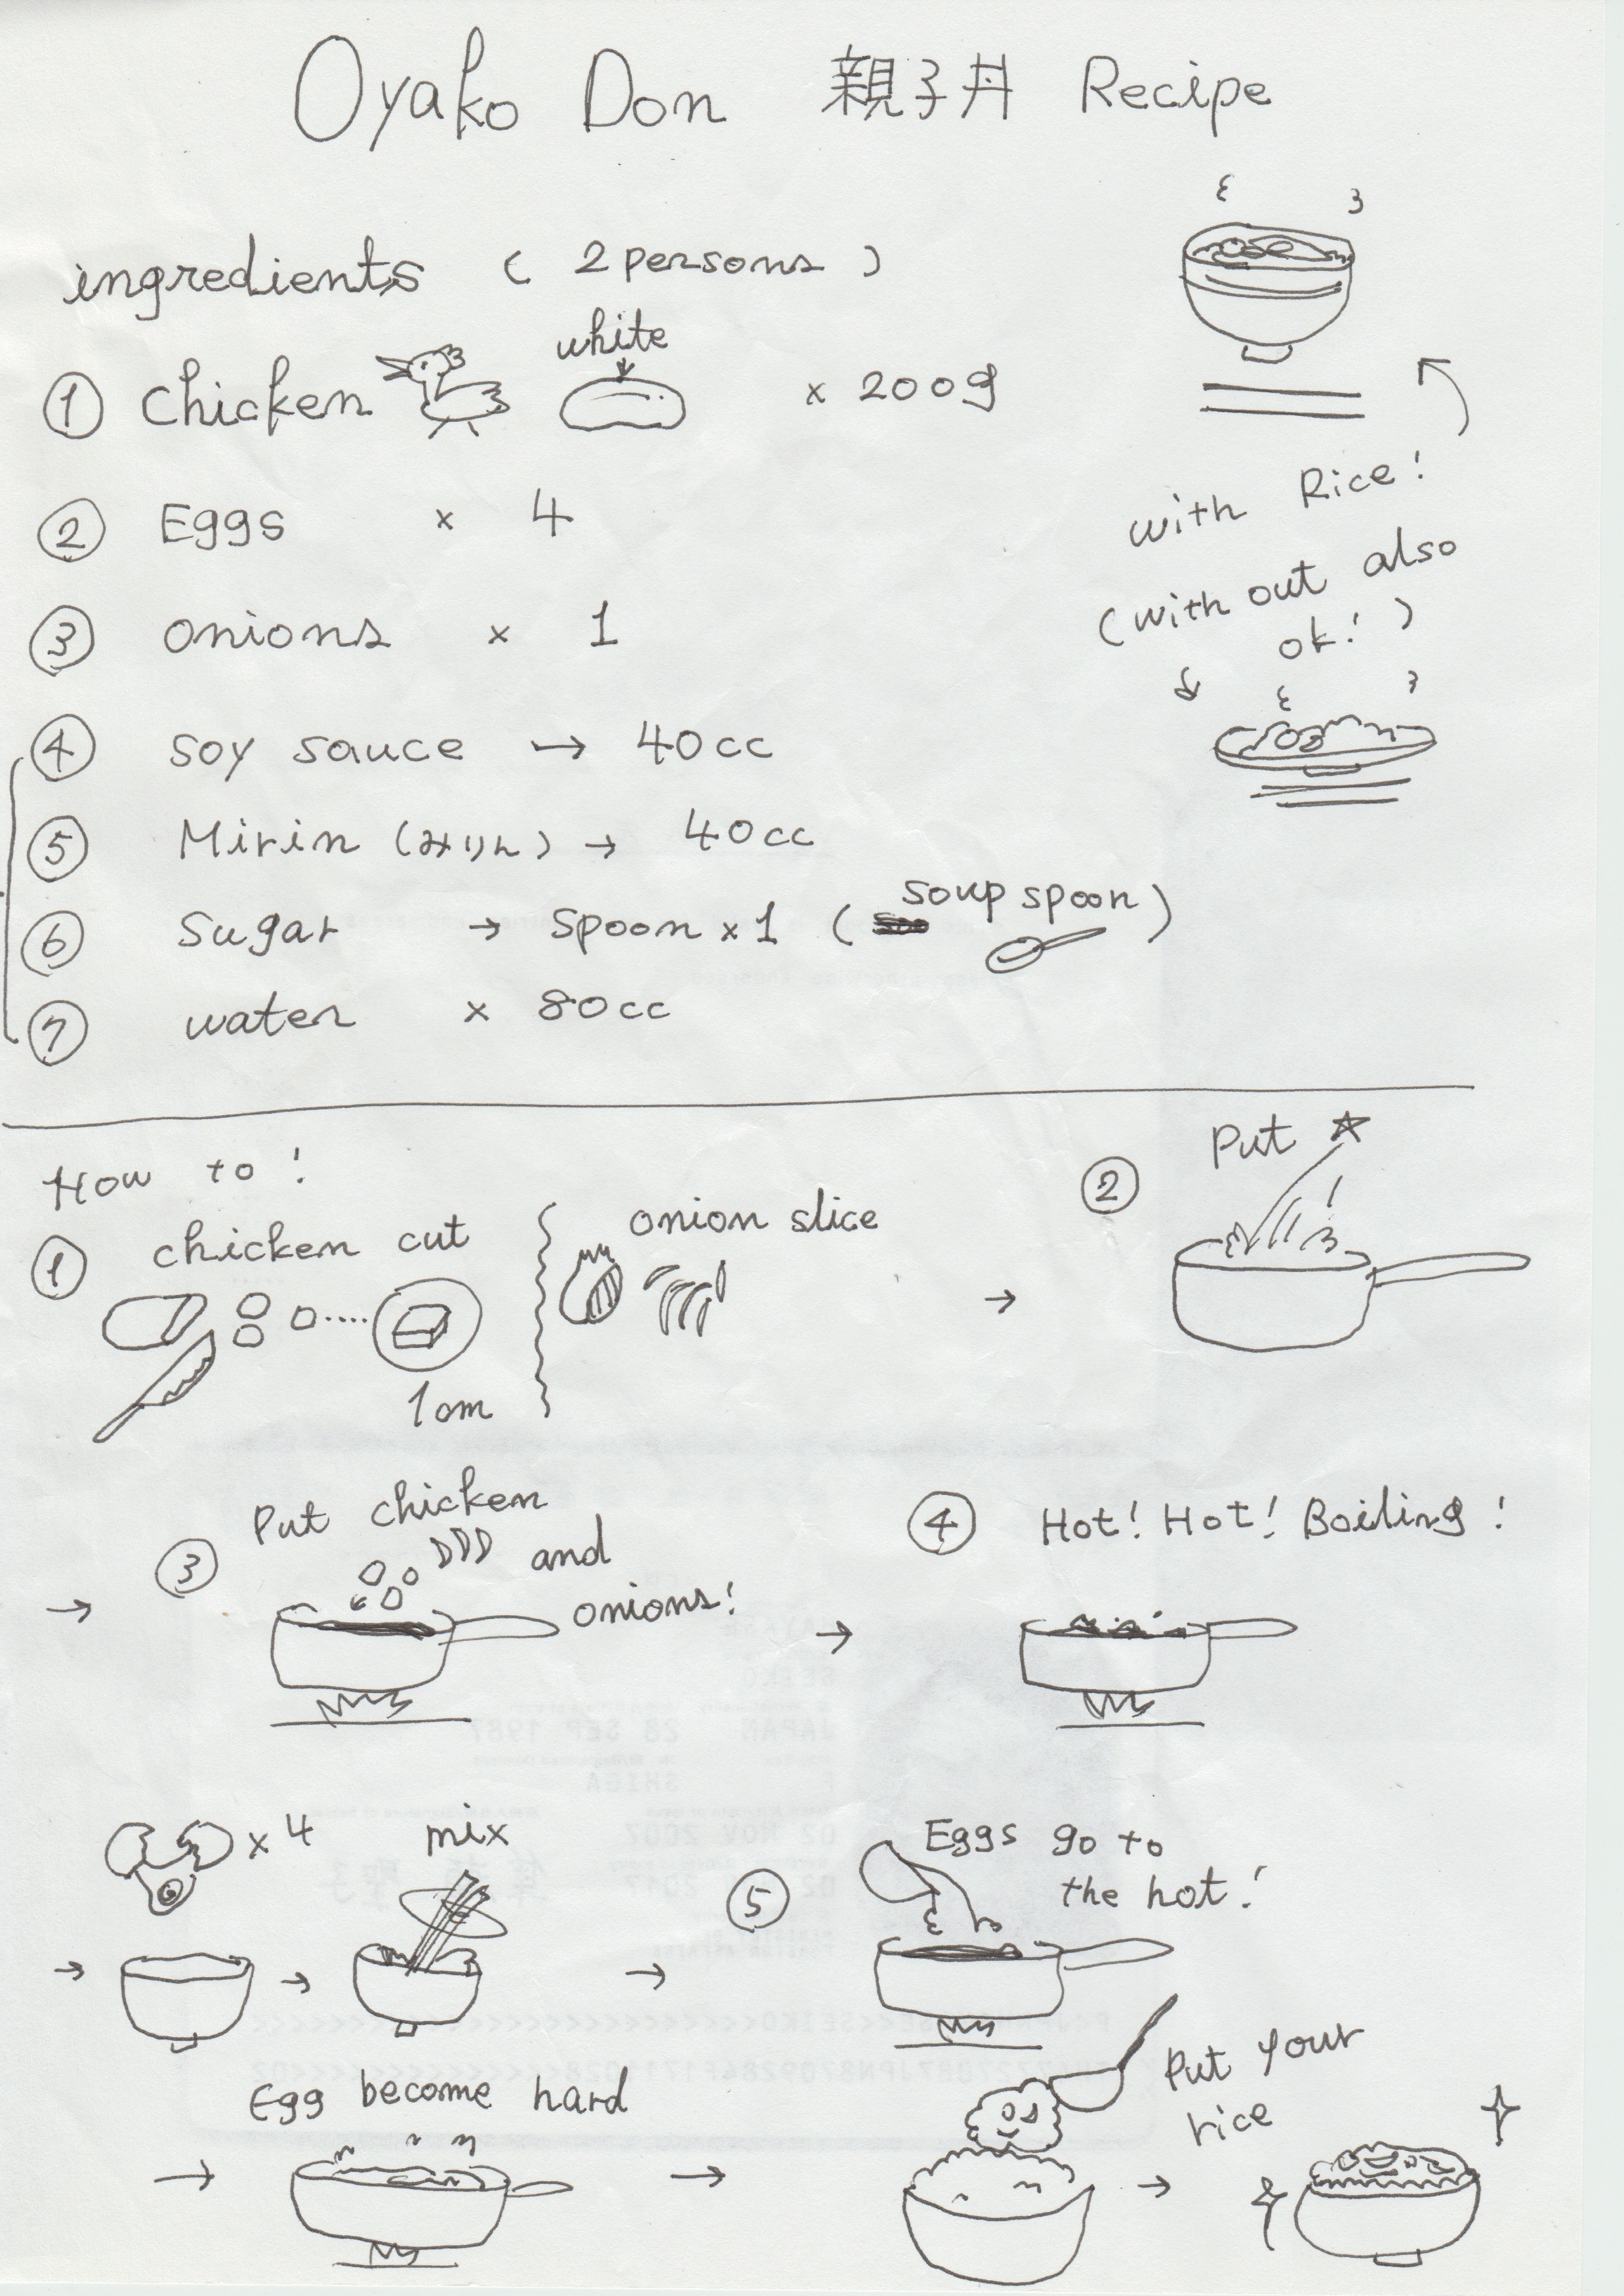 Oyako Don 親子丼 Recipe
ingredients ( 2 persons )
white
① Chicken × 200g
② Eggs × 4
③ onions × 1
④ soy sauce → 40cc
⑤ Mirin (みりん) → 40cc
⑥ Sugar → spoon × 1 ( soup spoon )
⑦ water × 80cc
with Rice!
(with out also
ok! )
How to!
① chicken cut
1cm
onion slice
→ ② Put ☆
→ ③ Put chicken
and
onions!
→ ④ Hot! Hot! Boiling!
→ × 4
→ mix
→ ⑤ Eggs go to
the hot!
→ Egg become hard
→ Put your
rice
→